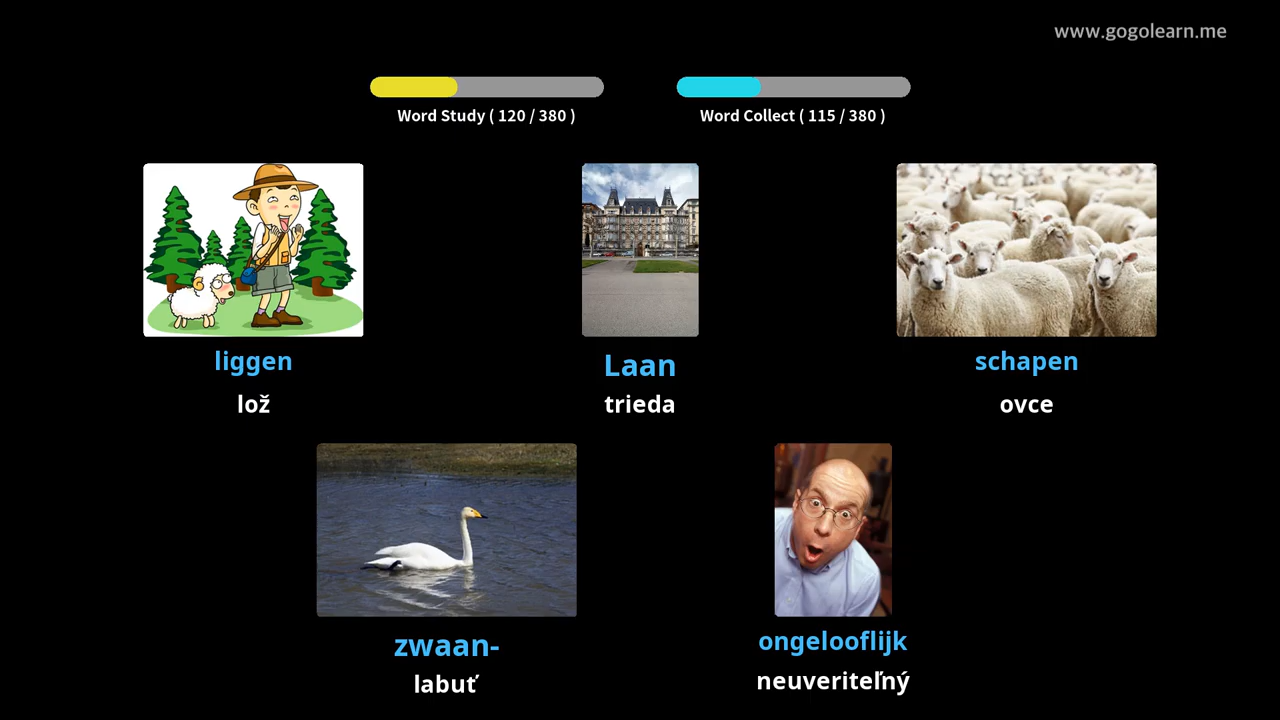 www.gogolearn.me
Word Study ( 120 / 380 )
Word Collect ( 115 / 380 )
liggen
lož
Laan
trieda
schapen
ovce
zwaan-
labuť
ongelooflijk
neuveriteľný